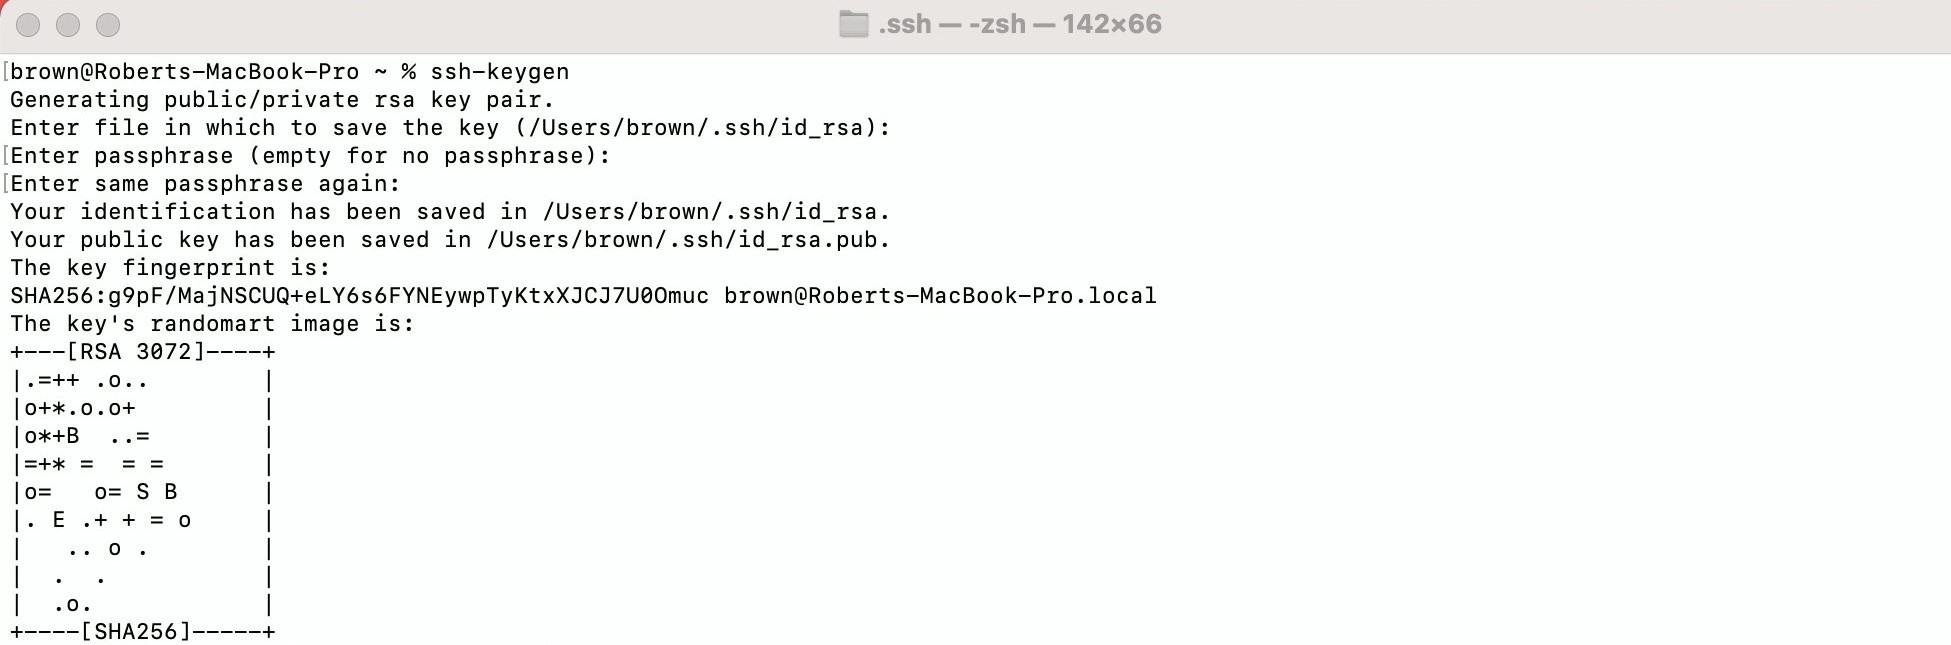 .ssh — -zsh — 142×66
brown@Roberts-MacBook-Pro ~ % ssh-keygen
Generating public/private rsa key pair.
Enter file in which to save the key (/Users/brown/.ssh/id_rsa):
Enter passphrase (empty for no passphrase):
Enter same passphrase again:
Your identification has been saved in /Users/brown/.ssh/id_rsa.
Your public key has been saved in /Users/brown/.ssh/id_rsa.pub.
The key fingerprint is:
SHA256:g9pF/MajNSCUQ+eLY6s6FYNEywpTyKtxXJCJ7U0Omuc brown@Roberts-MacBook-Pro.local
The key's randomart image is:
+---[RSA 3072]----+
|.=++ .o..        |
|o+*.o.o+         |
|o*+B  ..=        |
|=+* =  = =       |
|o=   o= S B      |
|. E .+ + = o     |
|   .. o .        |
|  .  .           |
|  .o.            |
+----[SHA256]-----+